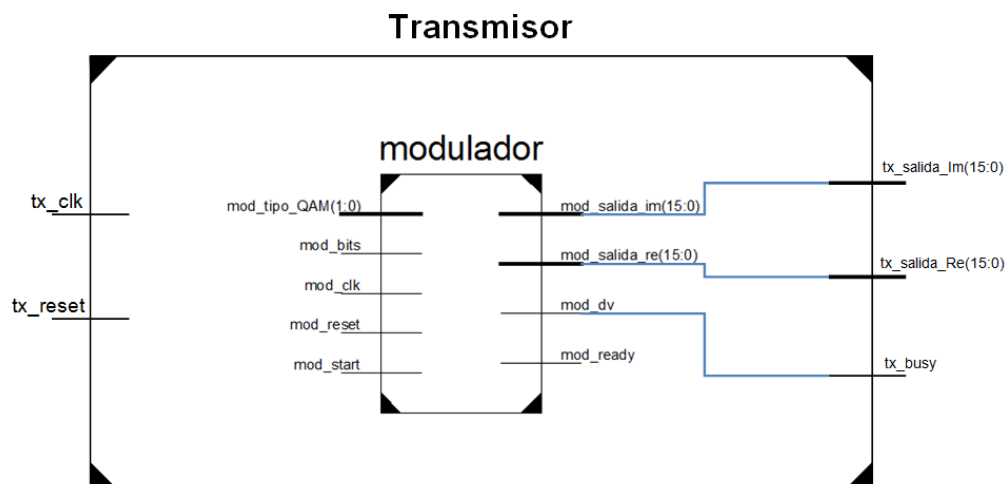 Transmisor
modulador
tx_clk
tx_reset
mod_tipo_QAM(1:0)
mod_bits
mod_clk
mod_reset
mod_start
mod_salida_im(15:0)
mod_salida_re(15:0)
mod_dv
mod_ready
tx_salida_Im(15:0)
tx_salida_Re(15:0)
tx_busy